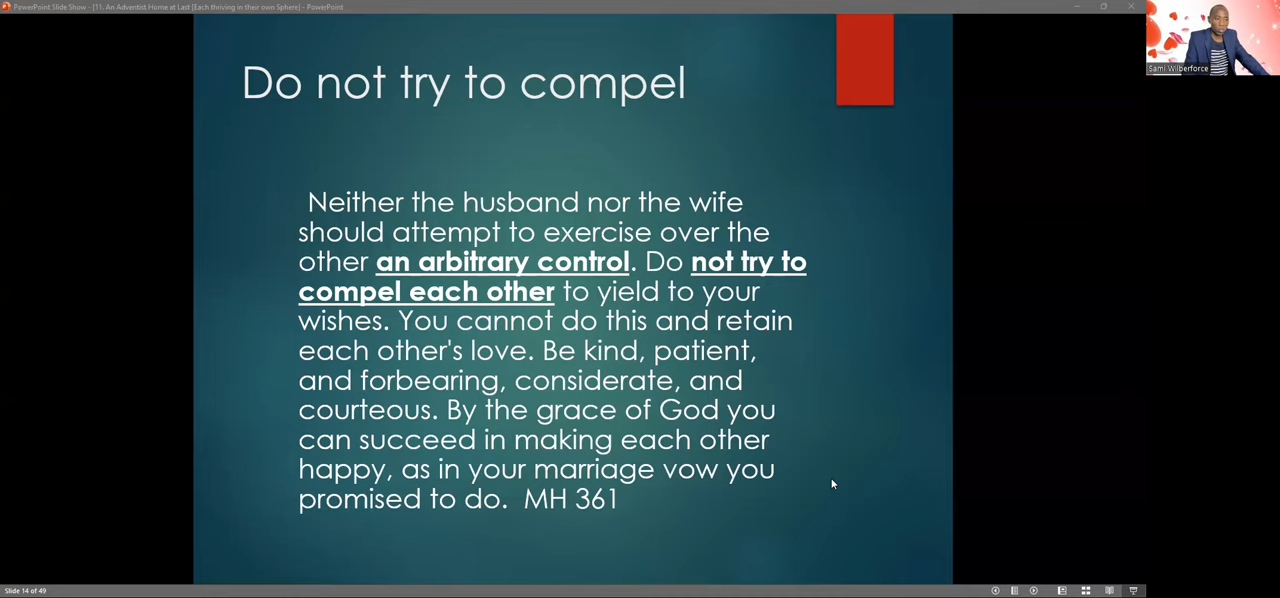 PowerPoint Slide Show - [11. An Adventist Home at Last [Each thriving in their own Sphere] - PowerPoint
Sami Wilberforce
Do not try to compel
Neither the husband nor the wife
should attempt to exercise over the
other an arbitrary control. Do not try to
compel each other to yield to your
wishes. You cannot do this and retain
each other's love. Be kind, patient,
and forbearing, considerate, and
courteous. By the grace of God you
can succeed in making each other
happy, as in your marriage vow you
promised to do. MH 361
Slide 14 of 49